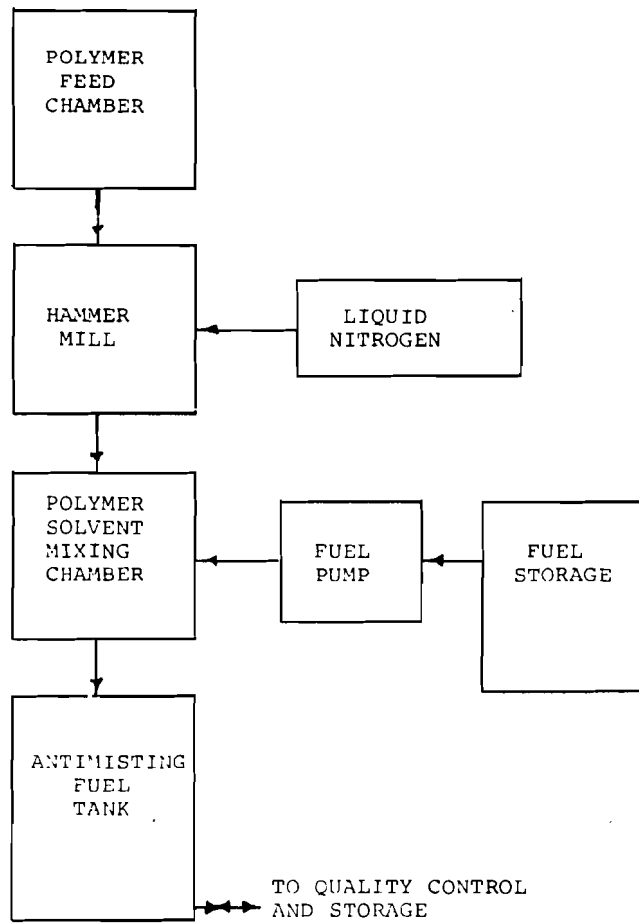 POLYMER
FEED
CHAMBER
HAMMER
MILL
LIQUID
NITROGEN
POLYMER
SOLVENT
MIXING
CHAMBER
FUEL
PUMP
FUEL
STORAGE
ANTIMISTING
FUEL
TANK
TO QUALITY CONTROL
AND STORAGE